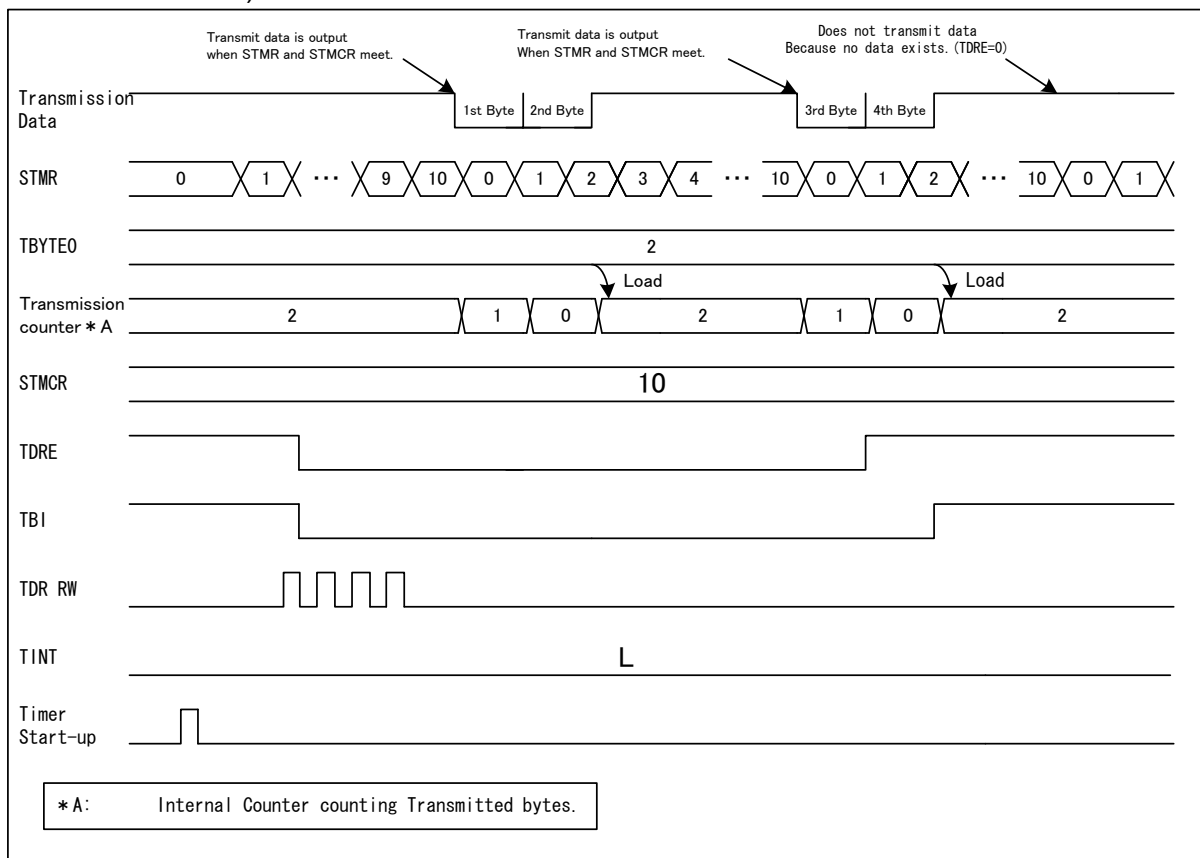 Transmit data is output
when STMR and STMCR meet.
Transmit data is output
When STMR and STMCR meet.
Does not transmit data
Because no data exists.(TDRE=0)
Transmission
Data
1st Byte 2nd Byte 3rd Byte 4th Byte
STMR 0 1 ··· 9 10 0 1 2 3 4 ··· 10 0 1 2 ··· 10 0 1
TBYTE0 2
Load Load
Transmission
counter*A 2 1 0 2 1 0 2
STMCR 10
TDRE
TBI
TDR RW
TINT L
Timer
Start-up
*A: Internal Counter counting Transmitted bytes.